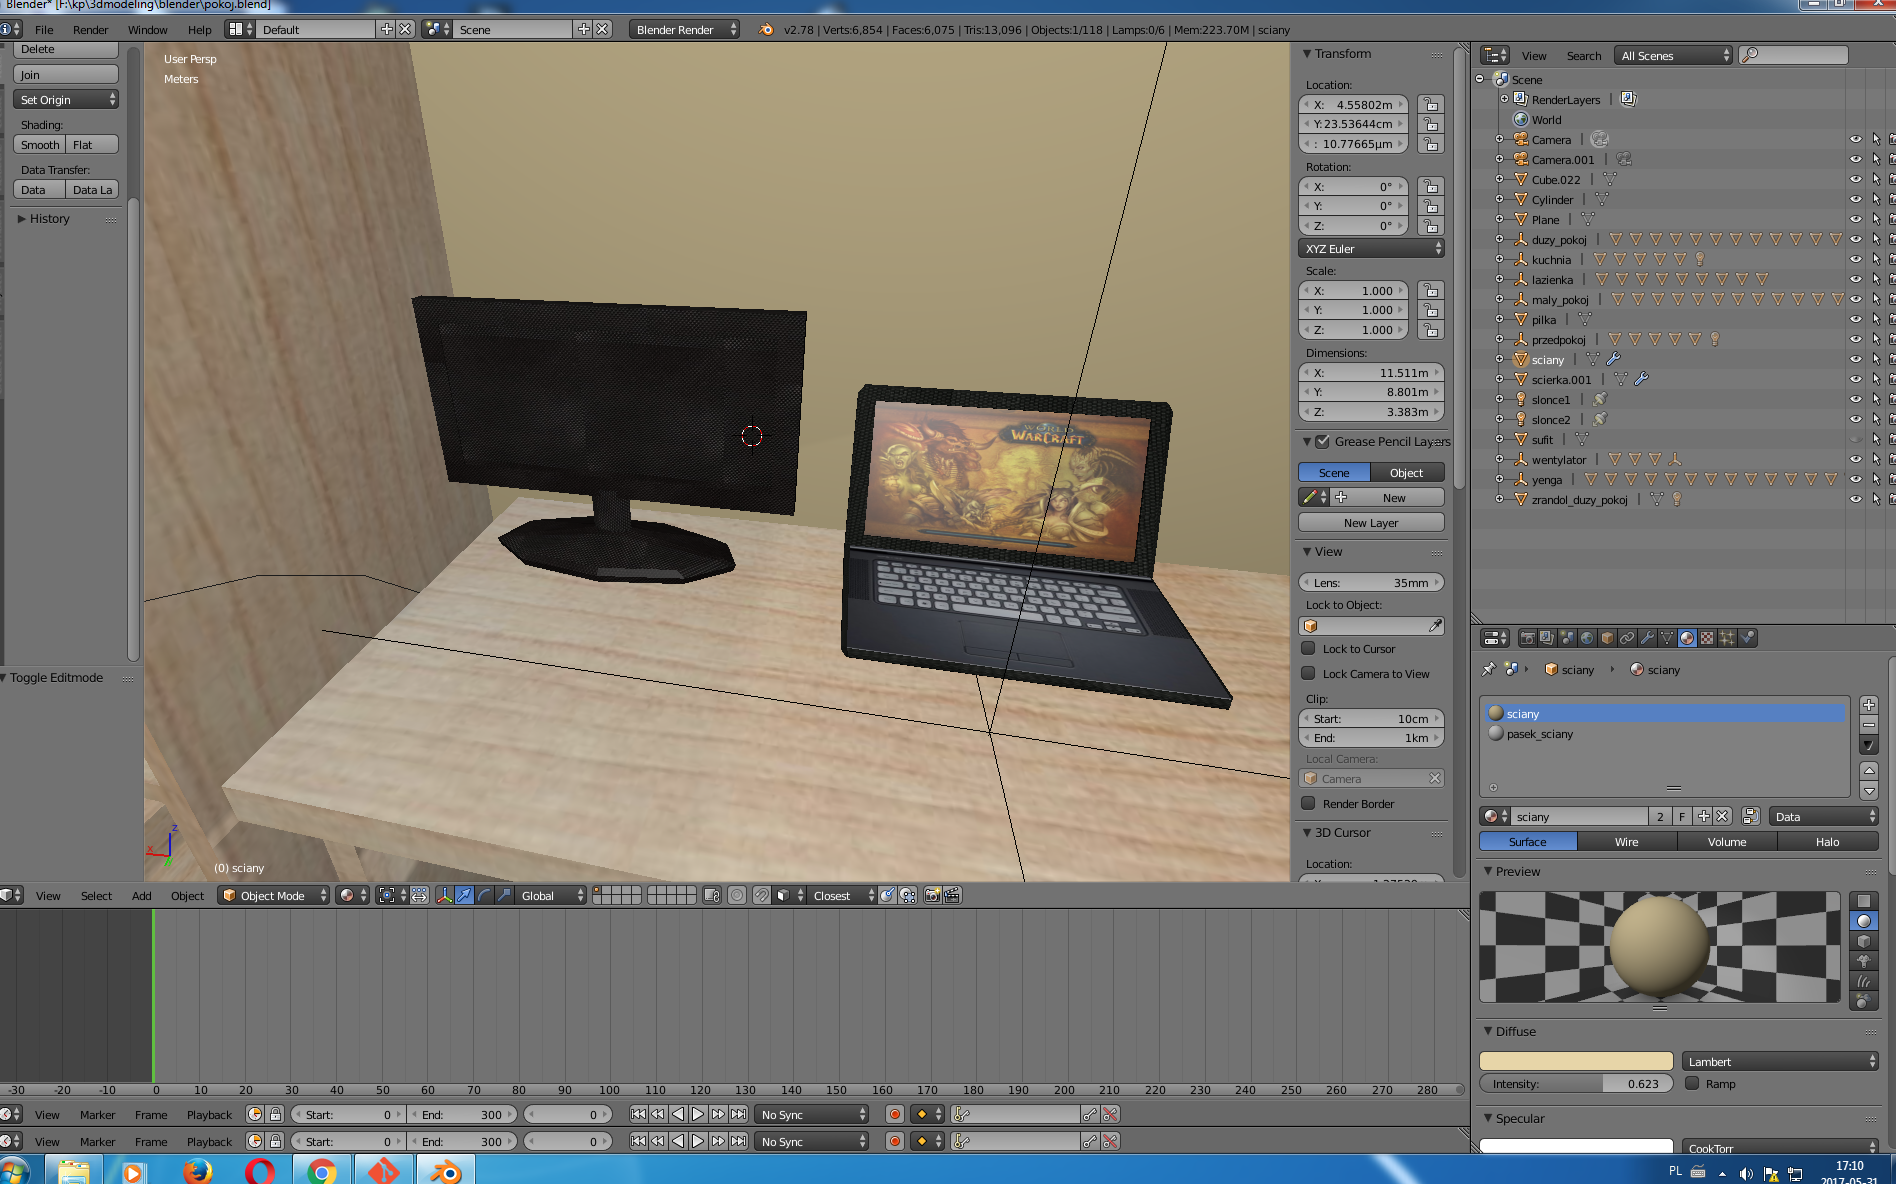 Blender* [F:\kp\3dmodeling\blender\pokoj.blend]
File Render Window Help Default Scene Blender Render v2.78 | Verts:6,854 | Faces:6,075 | Tris:13,096 | Objects:1/118 | Lamps:0/6 | Mem:223.70M | sciany
Delete
Join
Set Origin
Shading:
Smooth Flat
Data Transfer:
Data Data La
History
Toggle Editmode
User Persp
Meters
WORLD
WARCRAFT
z
x
(0) sciany
Transform
Location:
X: 4.55802m
Y: 23.53644cm
: 10.77665µm
Rotation:
X: 0°
Y: 0°
Z: 0°
XYZ Euler
Scale:
X: 1.000
Y: 1.000
Z: 1.000
Dimensions:
X: 11.511m
Y: 8.801m
Z: 3.383m
Grease Pencil Layers
Scene Object
New
New Layer
View
Lens: 35mm
Lock to Object:
Lock to Cursor
Lock Camera to View
Clip:
Start: 10cm
End: 1km
Local Camera:
Camera
Render Border
3D Cursor
Location:
View Search All Scenes
Scene
RenderLayers
World
Camera
Camera.001
Cube.022
Cylinder
Plane
duzy_pokoj
kuchnia
lazienka
maly_pokoj
pilka
przedpokoj
sciany
scierka.001
slonce1
slonce2
sufit
wentylator
yenga
zrandol_duzy_pokoj
sciany sciany
sciany
pasek_sciany
sciany 2 F Data
Surface Wire Volume Halo
Preview
Diffuse
Lambert
Intensity: 0.623 Ramp
Specular
CookTorr
View Select Add Object Object Mode Global Closest
-30 -20 -10 0 10 20 30 40 50 60 70 80 90 100 110 120 130 140 150 160 170 180 190 200 210 220 230 240 250 260 270 280
View Marker Frame Playback Start: 0 End: 300 0 No Sync
View Marker Frame Playback Start: 0 End: 300 0 No Sync
PL 17:10
2017-05-31